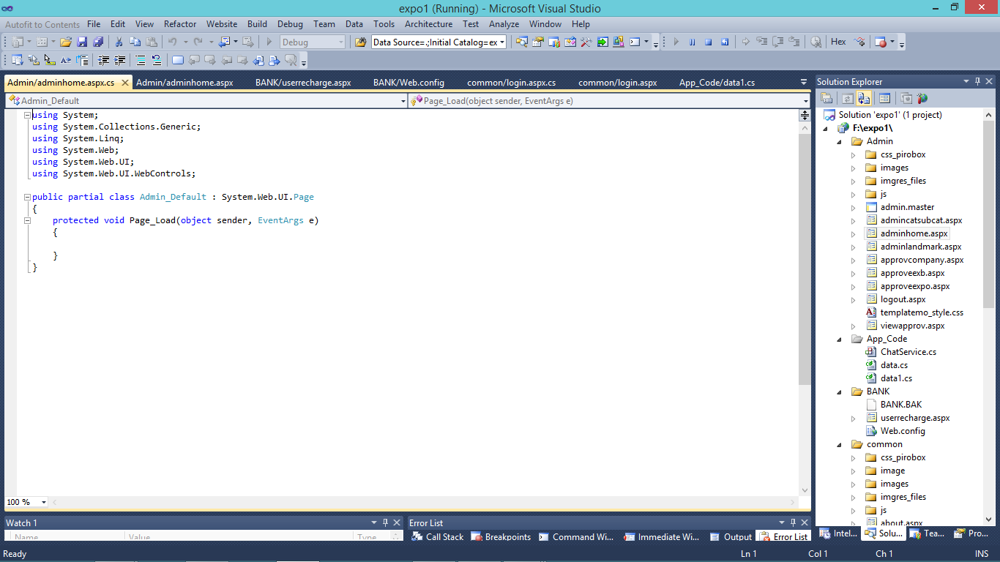 expo1 (Running) - Microsoft Visual Studio
Autofit to Contents File Edit View Refactor Website Build Debug Team Data Tools Architecture Test Analyze Window Help
Debug Data Source=.;Initial Catalog=ex Hex
Admin/adminhome.aspx.cs Admin/adminhome.aspx BANK/userrecharge.aspx BANK/Web.config common/login.aspx.cs common/login.aspx App_Code/data1.cs
Admin_Default Page_Load(object sender, EventArgs e)
using System;
using System.Collections.Generic;
using System.Linq;
using System.Web;
using System.Web.UI;
using System.Web.UI.WebControls;
public partial class Admin_Default : System.Web.UI.Page
{
protected void Page_Load(object sender, EventArgs e)
{
}
}
100 %
Solution Explorer
Solution 'expo1' (1 project)
F:\expo1\
Admin
css_pirobox
images
imgres_files
js
admin.master
admincatsubcat.aspx
adminhome.aspx
adminlandmark.aspx
approvcompany.aspx
approveexb.aspx
approveexpo.aspx
logout.aspx
templatemo_style.css
viewapprov.aspx
App_Code
ChatService.cs
data.cs
data1.cs
BANK
BANK.BAK
userrecharge.aspx
Web.config
common
css_pirobox
image
images
imgres_files
js
about.aspx
Watch 1
Name Value Type
Error List
Call Stack Breakpoints Command Wi... Immediate Wi... Output Error List
Intel... Solu... Tea... Pro...
Ready Ln 1 Col 1 Ch 1 INS